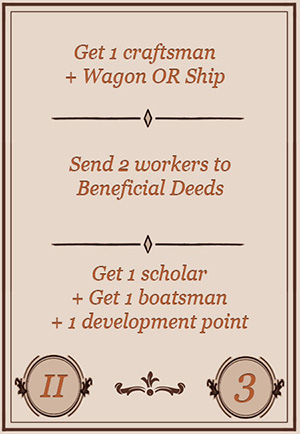 Get 1 craftsman
+ Wagon OR Ship
Send 2 workers to
Beneficial Deeds
Get 1 scholar
+ Get 1 boatsman
+ 1 development point
II
3